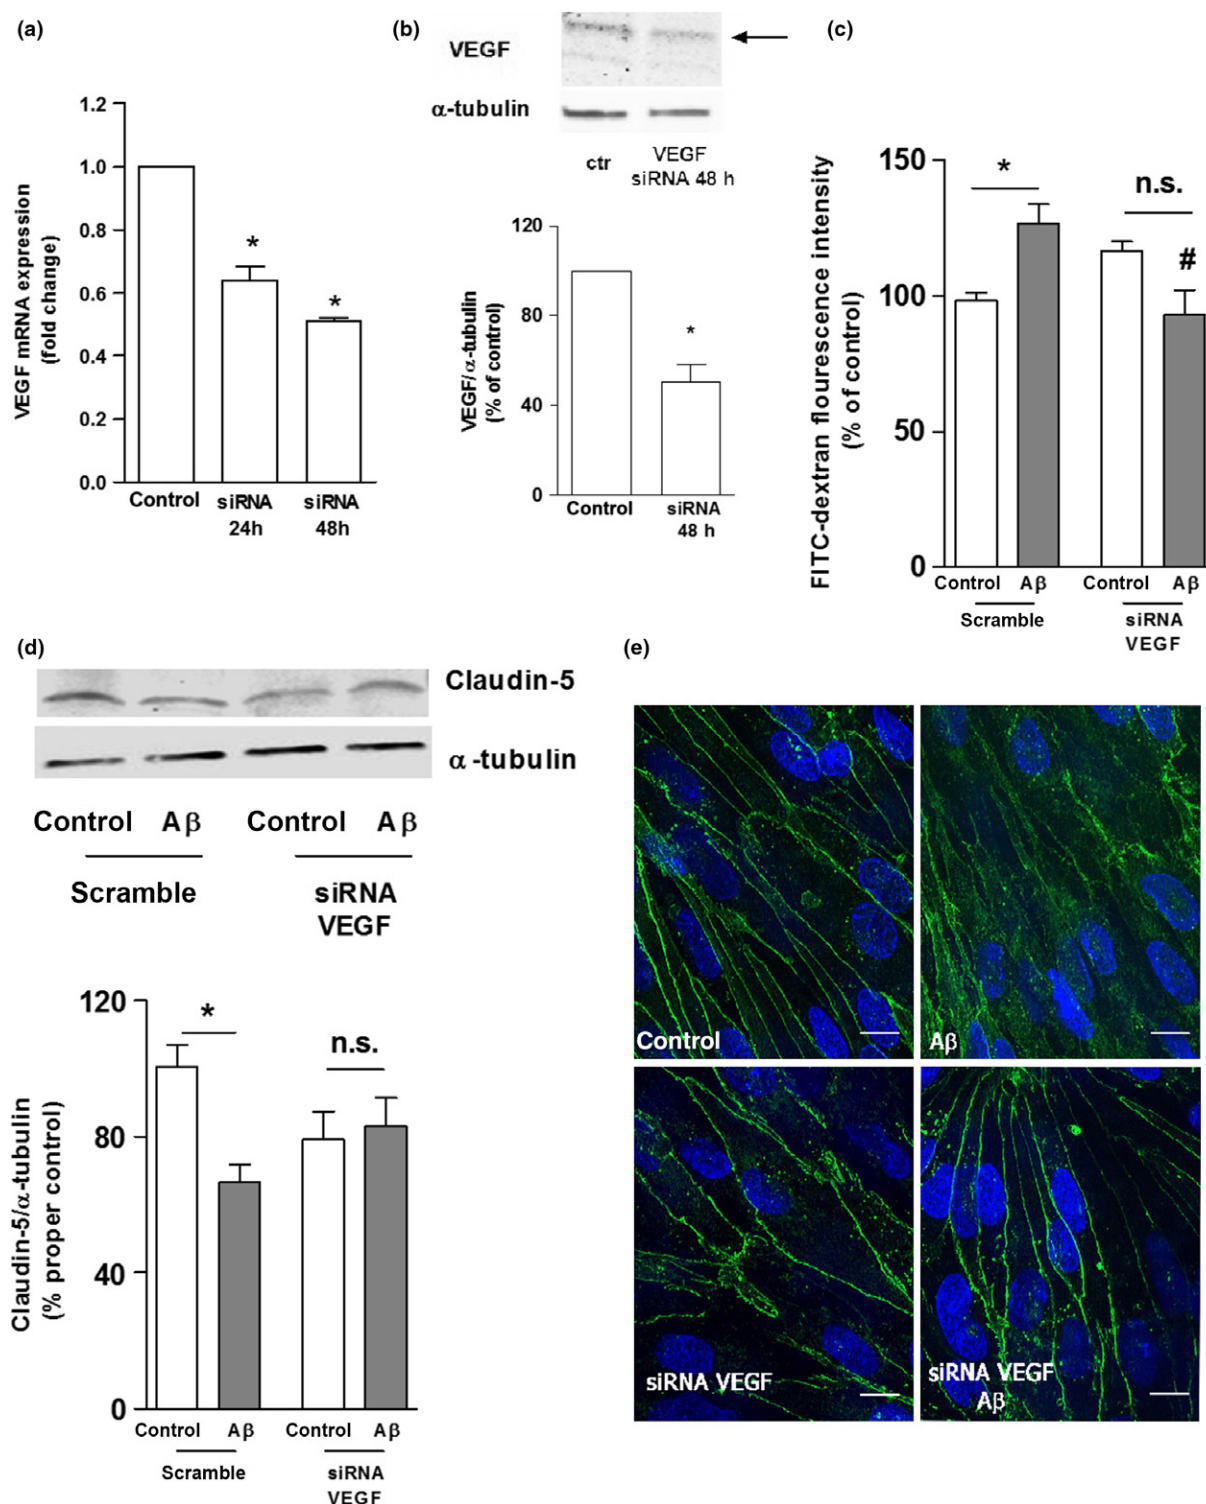 (a)
VEGF mRNA expression
(fold change)
1.2
1.0
0.8
0.6
0.4
0.2
0.0
*
*
Control
siRNA
24h
siRNA
48h
(b)
VEGF
α-tubulin
ctr
VEGF
siRNA 48 h
VEGF/α-tubulin
(% of control)
120
80
40
0
*
Control
siRNA
48 h
(c)
FITC-dextran flourescence intensity
(% of control)
150
100
50
0
*
n.s.
#
Control
Aβ
Control
Aβ
Scramble
siRNA
VEGF
(d)
Claudin-5
α-tubulin
Control
Aβ
Control
Aβ
Scramble
siRNA
VEGF
Claudin-5/α-tubulin
(% proper control)
120
80
40
0
*
n.s.
Control
Aβ
Control
Aβ
Scramble
siRNA
VEGF
(e)
Control
Aβ
siRNA VEGF
siRNA VEGF
Aβ